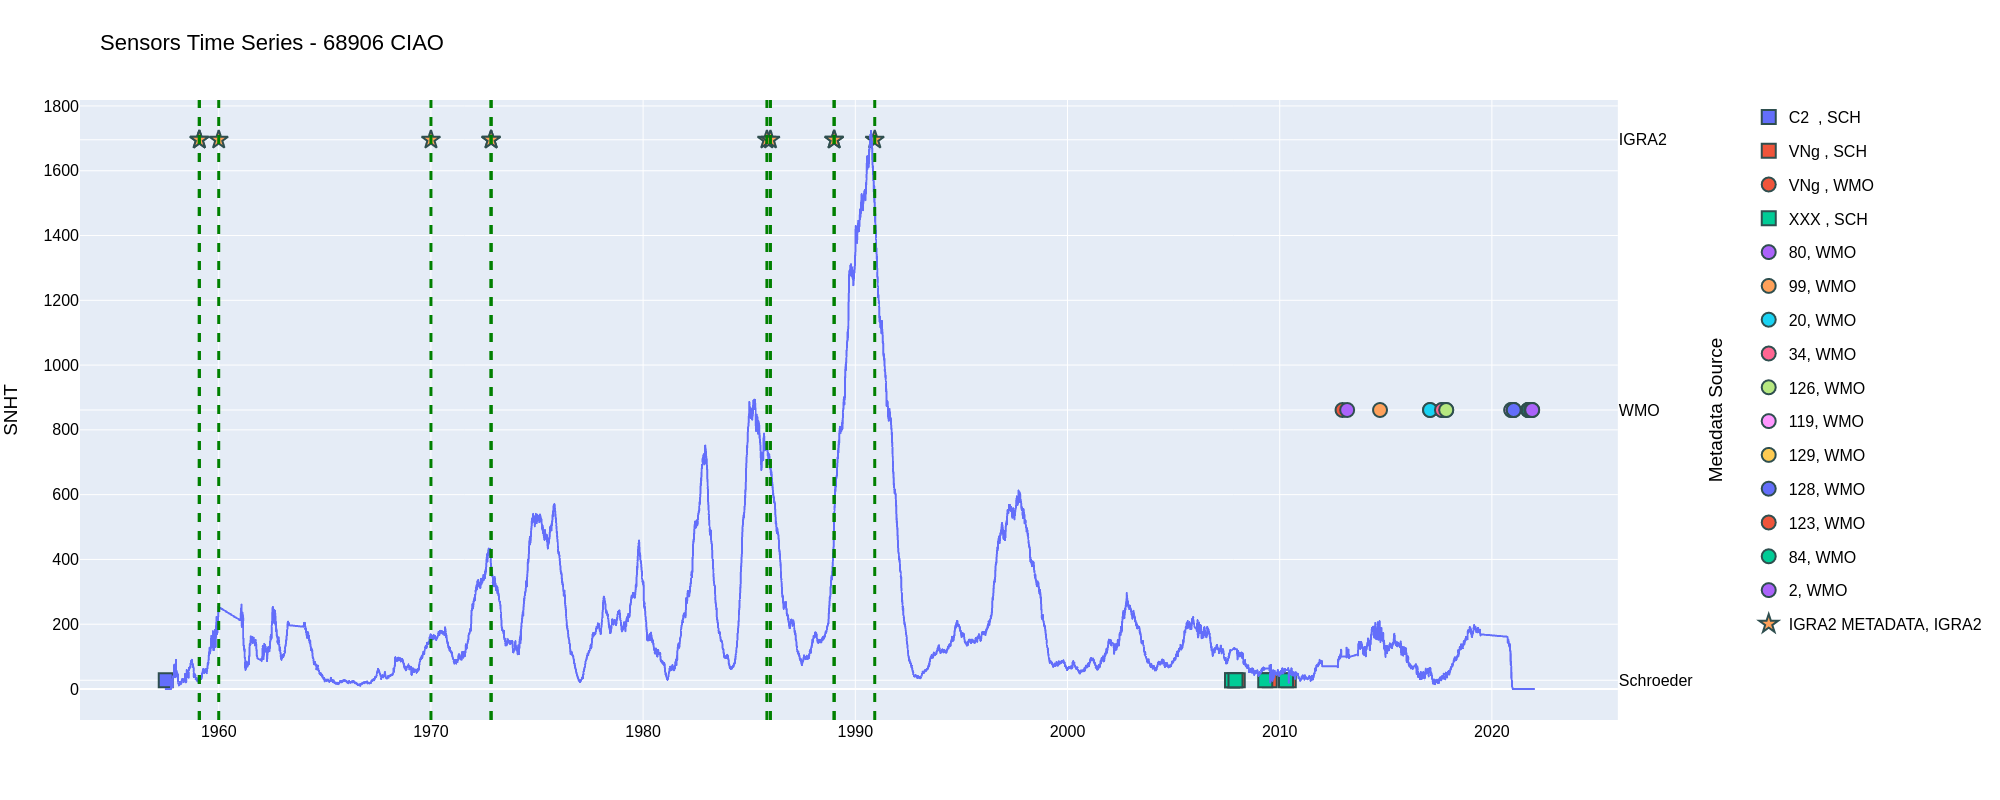 Sensors Time Series - 68906 CIAO
1800
1600
1400
1200
1000
800
600
400
200
0
SNHT
1960
1970
1980
1990
2000
2010
2020
IGRA2
WMO
Schroeder
Metadata Source
C2  , SCH
VNg , SCH
VNg , WMO
XXX , SCH
80, WMO
99, WMO
20, WMO
34, WMO
126, WMO
119, WMO
129, WMO
128, WMO
123, WMO
84, WMO
2, WMO
IGRA2 METADATA, IGRA2